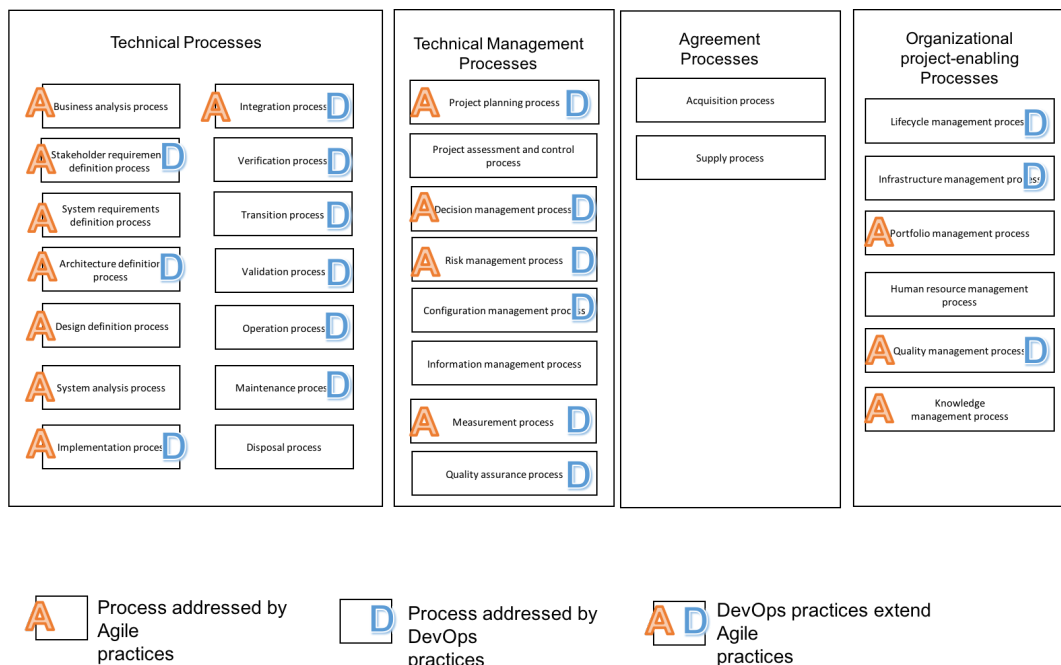 Technical Processes
A Business analysis process
A Stakeholder requirements D
definition process
A System requirements
definition process
A Architecture definition D
process
A Design definition process
A System analysis process
A Implementation process D
A Integration process D
Verification process D
Transition process D
Validation process D
Operation process D
Maintenance process D
Disposal process
Technical Management
Processes
A Project planning process D
Project assessment and control
process
A Decision management process D
A Risk management process D
Configuration management process D
Information management process
A Measurement process D
Quality assurance process D
Agreement
Processes
Acquisition process
Supply process
Organizational
project-enabling
Processes
Lifecycle management process D
Infrastructure management process D
A Portfolio management process
Human resource management
process
A Quality management process D
A Knowledge
management process
A Process addressed by
Agile
practices
D Process addressed by
DevOps
practices
A D DevOps practices extend
Agile
practices